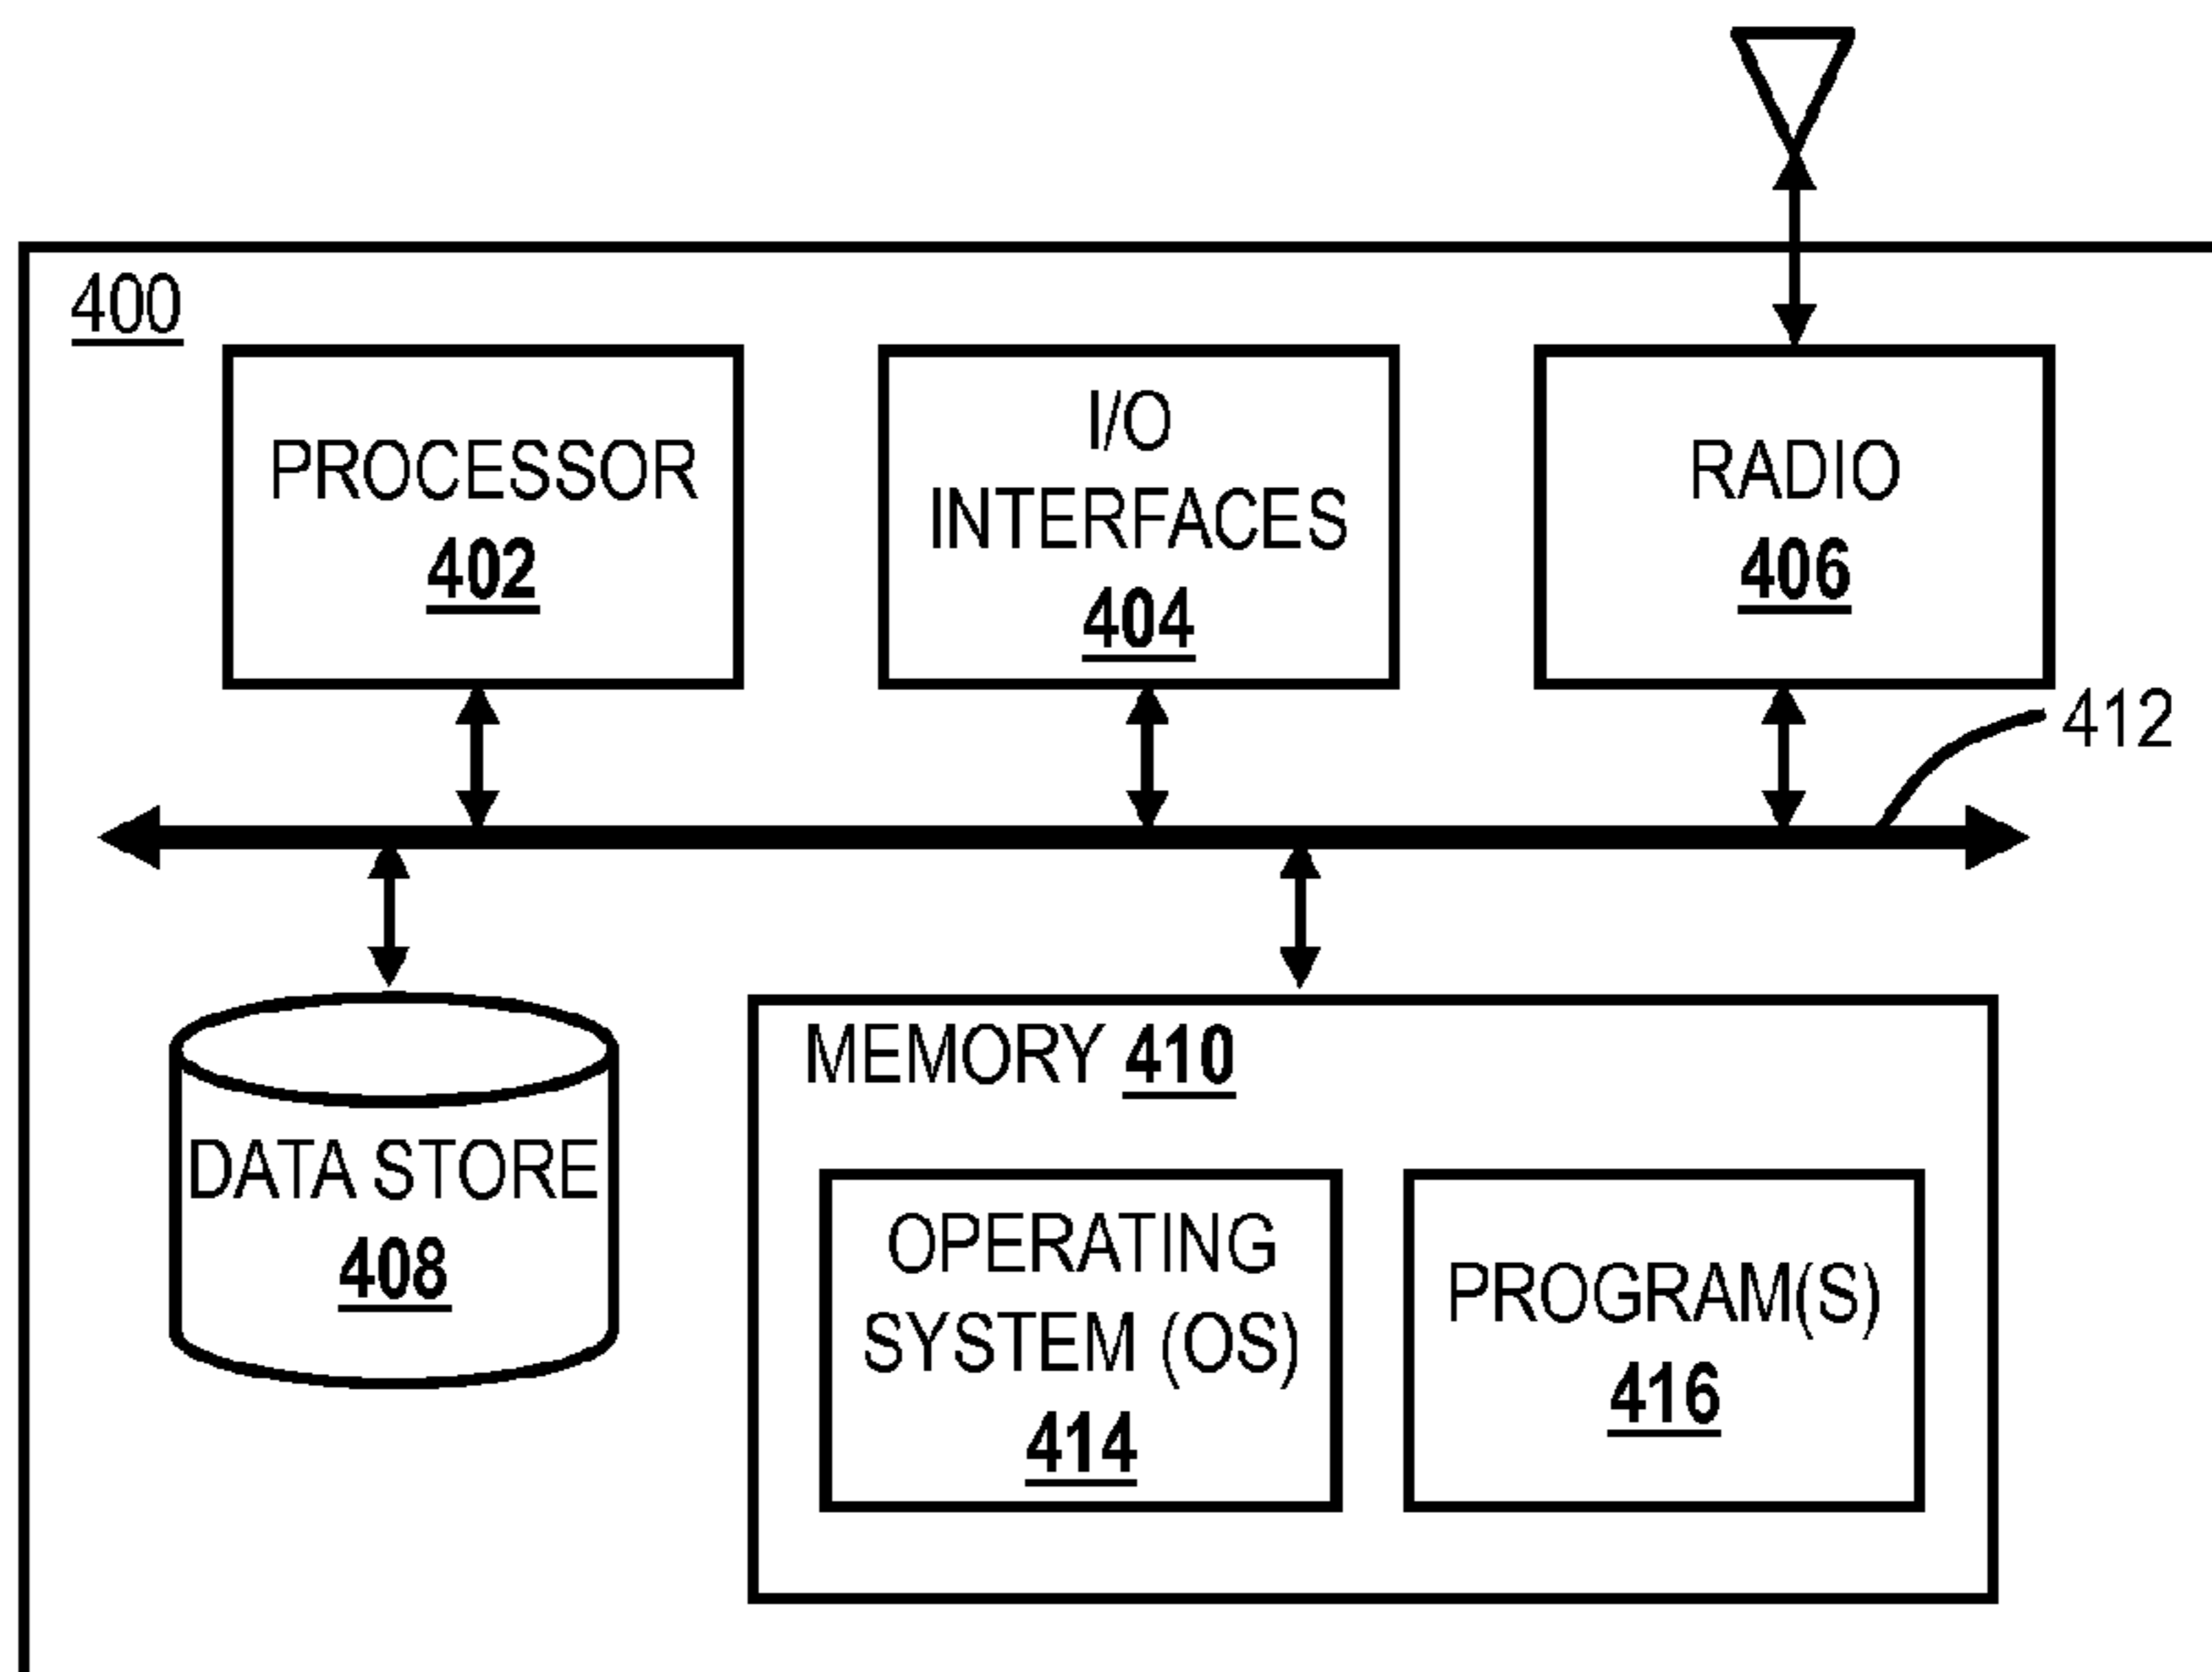 400
PROCESSOR
402
I/O
INTERFACES
404
RADIO
406
412
DATA STORE
408
MEMORY 410
OPERATING
SYSTEM (OS)
414
PROGRAM(S)
416